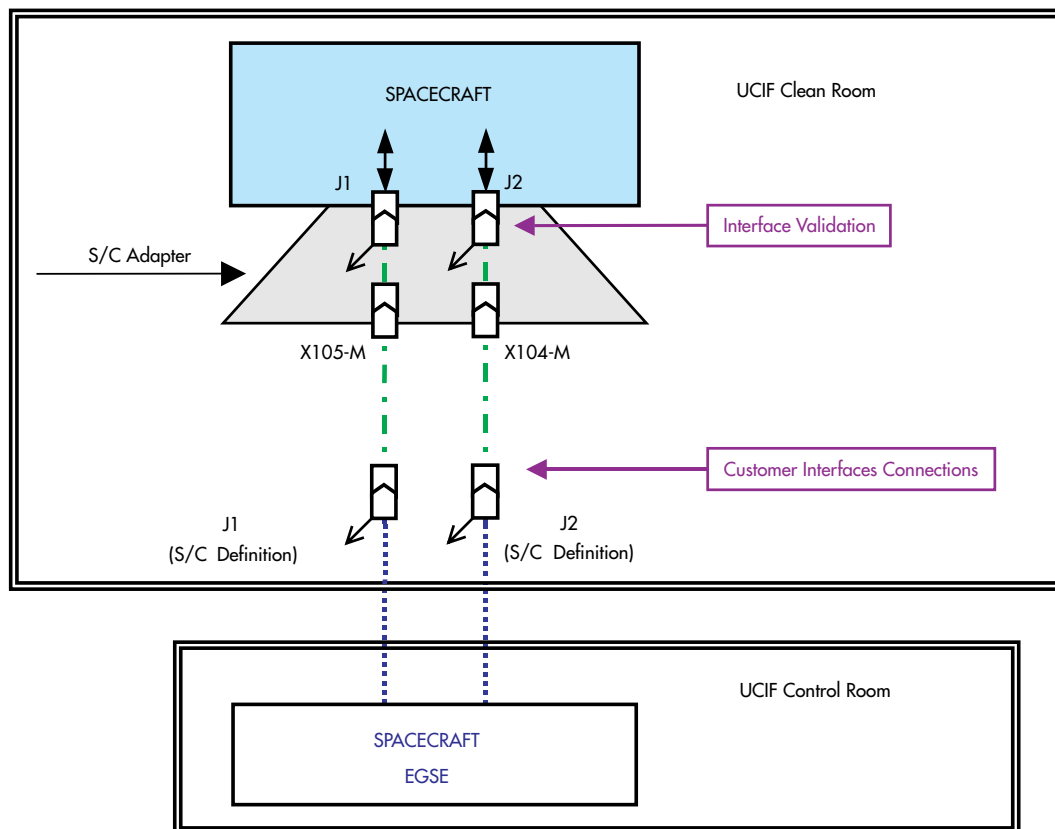 SPACECRAFT
UCIF Clean Room
J1
J2
Interface Validation
S/C Adapter
X105-M
X104-M
Customer Interfaces Connections
J1
(S/C Definition)
J2
(S/C Definition)
UCIF Control Room
SPACECRAFT
EGSE